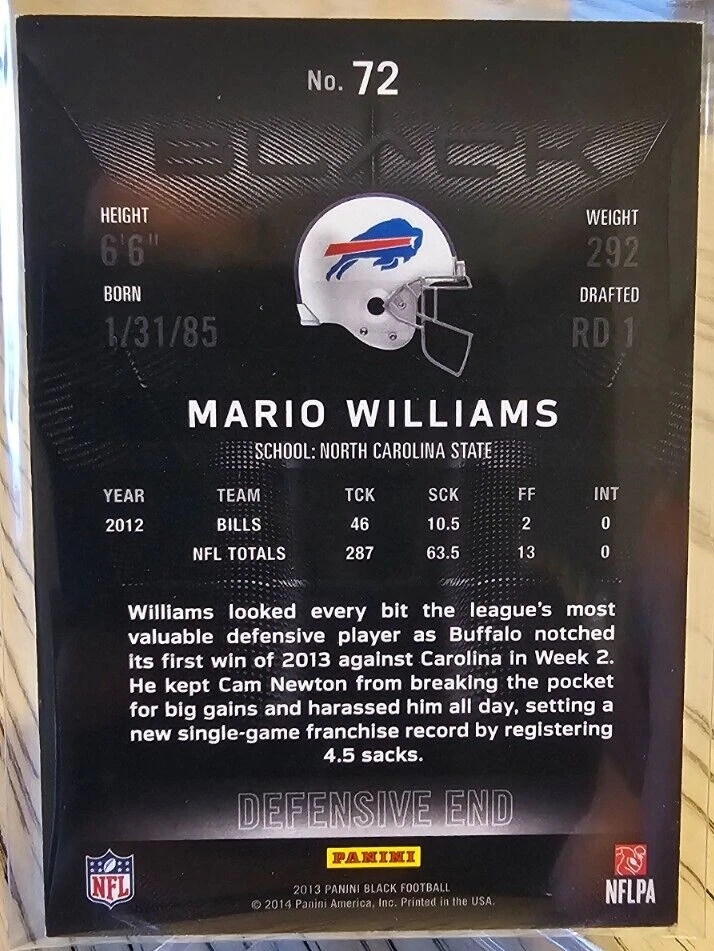 No. 72
BLACK
HEIGHT WEIGHT
6'6" 292
BORN DRAFTED
1/31/85 RD 1
MARIO WILLIAMS
SCHOOL: NORTH CAROLINA STATE
YEAR TEAM TCK SCK FF INT
2012 BILLS 46 10.5 2 0
NFL TOTALS 287 63.5 13 0
Williams looked every bit the league's most
valuable defensive player as Buffalo notched
its first win of 2013 against Carolina in Week 2.
He kept Cam Newton from breaking the pocket
for big gains and harassed him all day, setting a
new single-game franchise record by registering
4.5 sacks.
DEFENSIVE END
PANINI
NFL
NFLPA
2013 PANINI BLACK FOOTBALL
© 2014 Panini America, Inc. Printed in the USA.